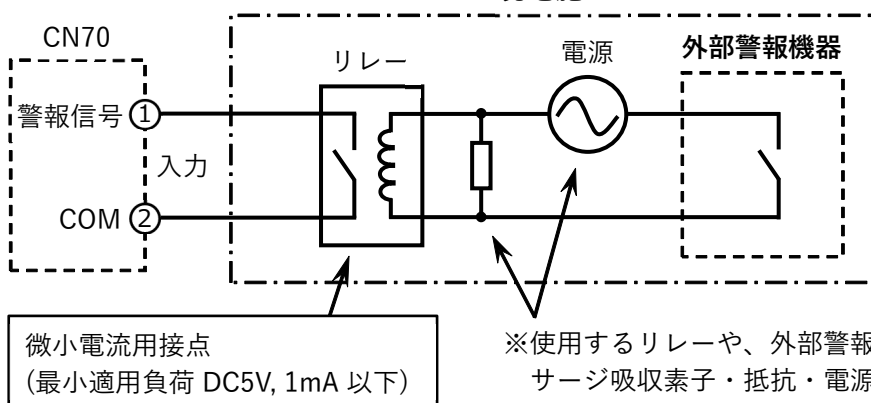 CN70
リレー
電源
外部警報機器
警報信号 ①
入力
COM ②
微小電流用接点
(最小適用負荷 DC5V, 1mA 以下)
※使用するリレーや、外部警報
サージ吸収素子・抵抗・電源